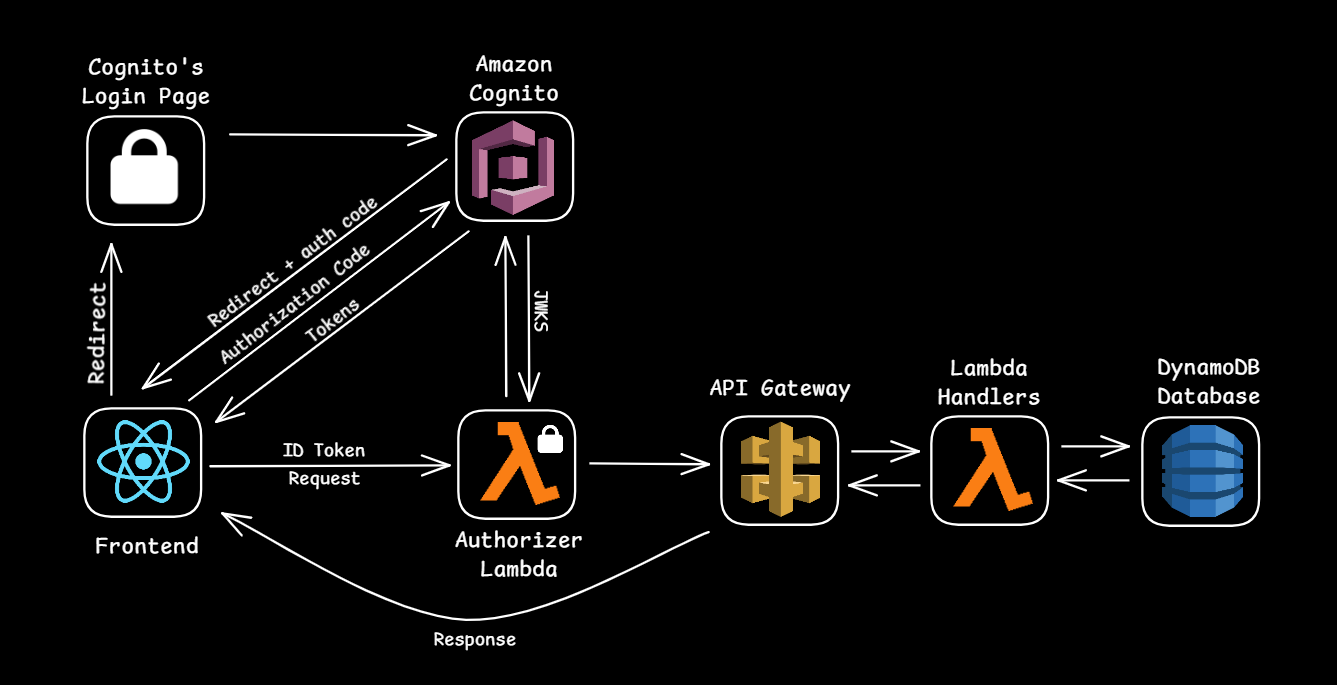 Cognito's
Login Page
Amazon
Cognito
Redirect + auth code
Authorization Code
Tokens
Redirect
JWKS
Lambda
Handlers
DynamoDB
Database
API Gateway
ID Token
Request
Frontend
Authorizer
Lambda
Response